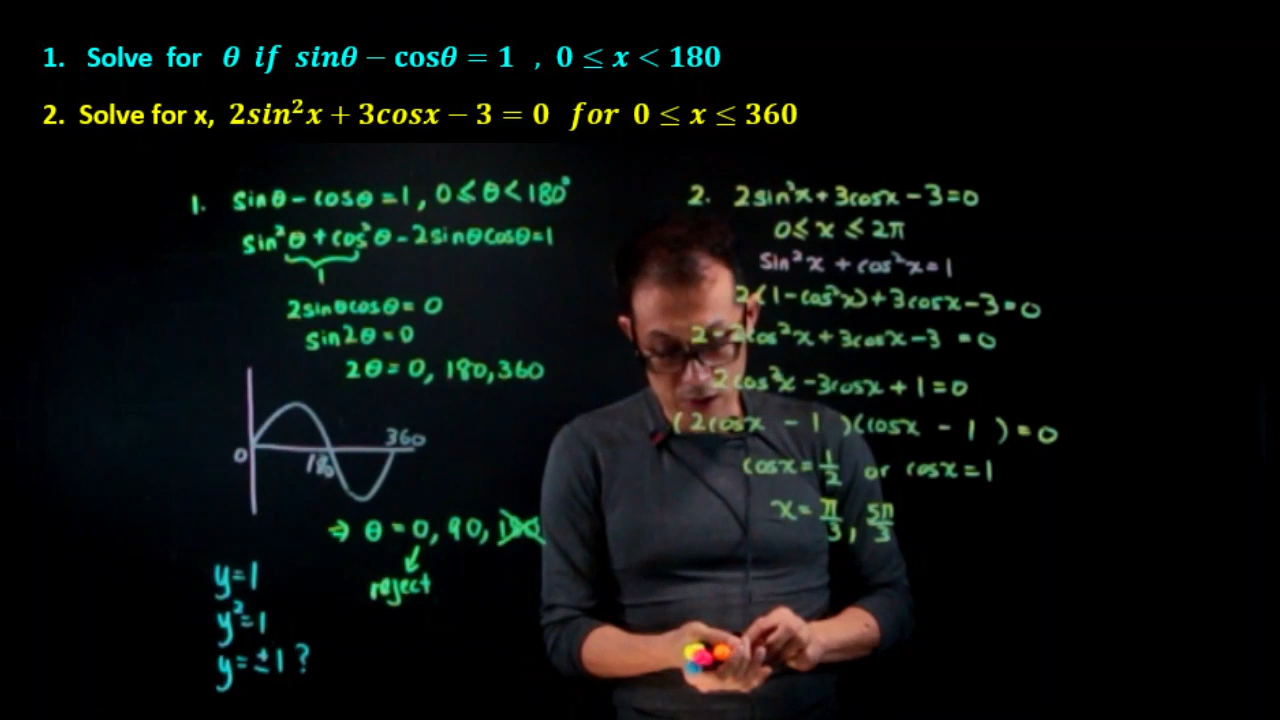 1. Solve for θ if sinθ − cosθ = 1 , 0 ≤ x < 180
2. Solve for x, 2sin²x + 3cosx − 3 = 0 for 0 ≤ x ≤ 360
1. Sinθ − cosθ = 1, 0 ≤ θ < 180°
Sin²θ + cos²θ − 2sinθcosθ = 1
1
2sinθcosθ = 0
Sin2θ = 0
2θ = 0, 180, 360
0
180
360
⇒ θ = 0, 90, 180
reject
y=1
y²=1
y=±1?
2. 2sin²x + 3cosx − 3 = 0
0 ≤ x ≤ 2π
Sin²x + cos²x = 1
2(1 − cos²x) + 3cosx − 3 = 0
2 − 2cos²x + 3cosx − 3 = 0
2cos²x − 3cosx + 1 = 0
(2cosx − 1)(cosx − 1) = 0
cosx = 1/2 or cosx = 1
x = π/3, 5π/3